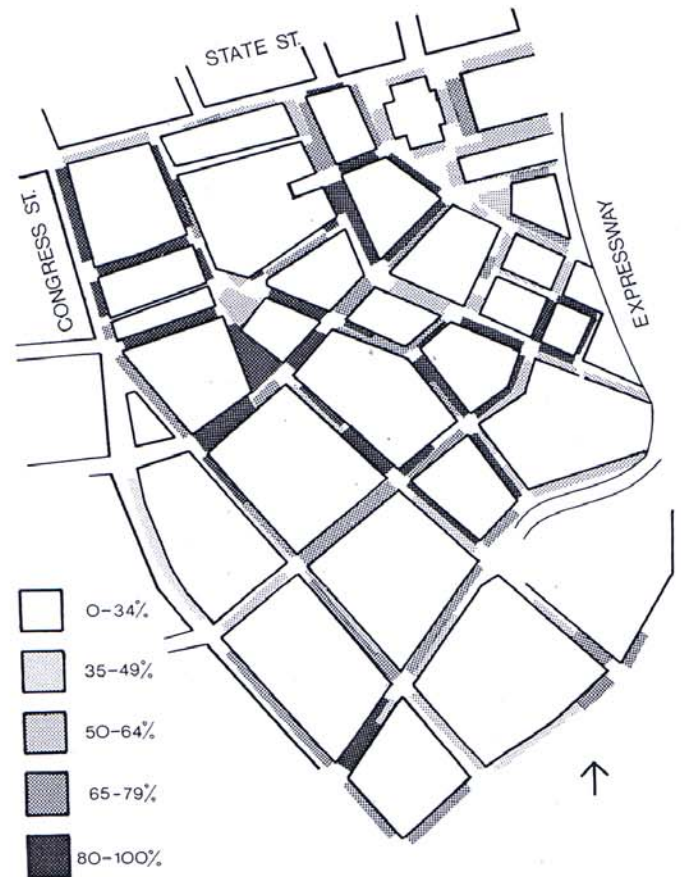 STATE ST.
CONGRESS ST.
EXPRESSWAY
0-34%
35-49%
50-64%
65-79%
80-100%